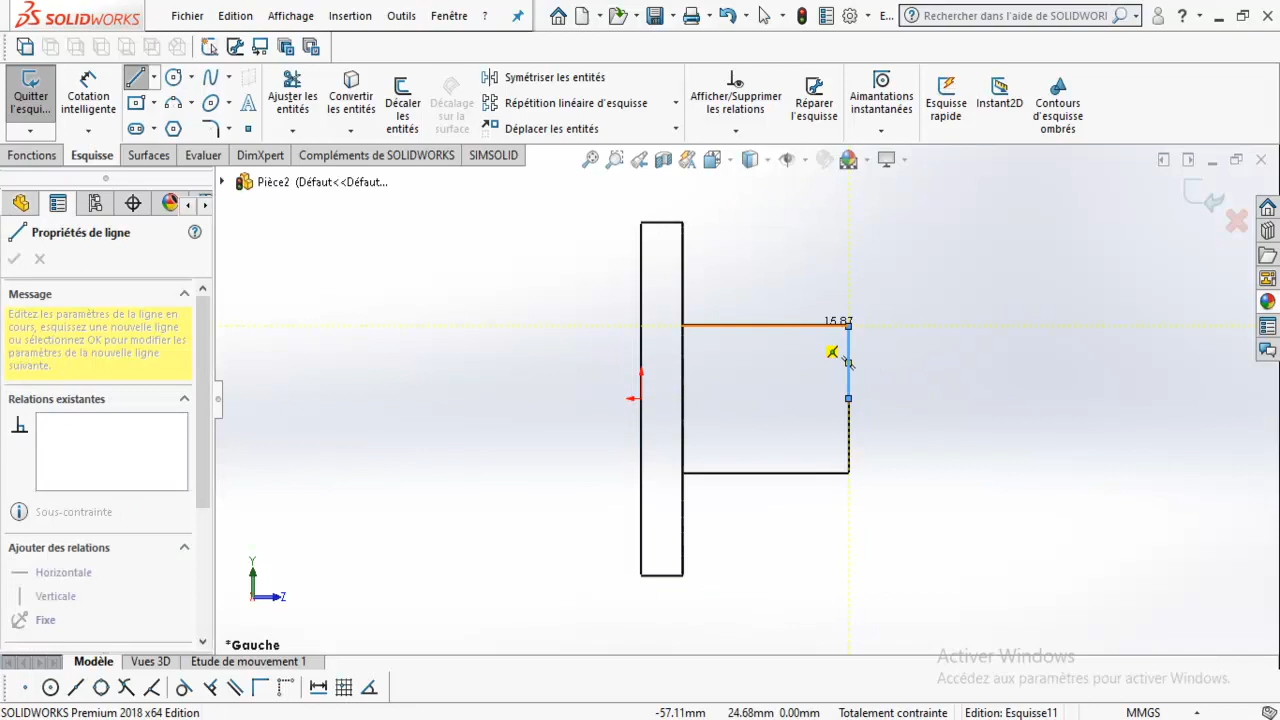 SOLIDWORKS Fichier Edition Affichage Insertion Outils Fenêtre ? E... Rechercher dans l'aide de SOLIDWORK ?
Quitter l'esqui... Cotation intelligente Ajuster les entités Convertir les entités Décaler les entités Décalage sur la surface Symétriser les entités Afficher/Supprimer les relations Réparer l'esquisse Aimantations instantanées Esquisse rapide Instant2D Contours d'esquisse ombrés
Répétition linéaire d'esquisse
Déplacer les entités
Fonctions Esquisse Surfaces Evaluer DimXpert Compléments de SOLIDWORKS SIMSOLID
Pièce2 (Défaut<<Défaut...
Propriétés de ligne
Message
Editez les paramètres de la ligne en
cours, esquissez une nouvelle ligne
ou sélectionnez OK pour modifier les
paramètres de la nouvelle ligne
suivante.
15.87
Relations existantes
Sous-contrainte
Ajouter des relations
Horizontale
Verticale
Fixe
Y
Z
*Gauche
Modèle Vues 3D Etude de mouvement 1
Activer Windows
Accédez aux paramètres pour activer Windows.
SOLIDWORKS Premium 2018 x64 Edition -57.11mm 24.68mm 0.00mm Totalement contrainte Edition: Esquisse11 MMGS